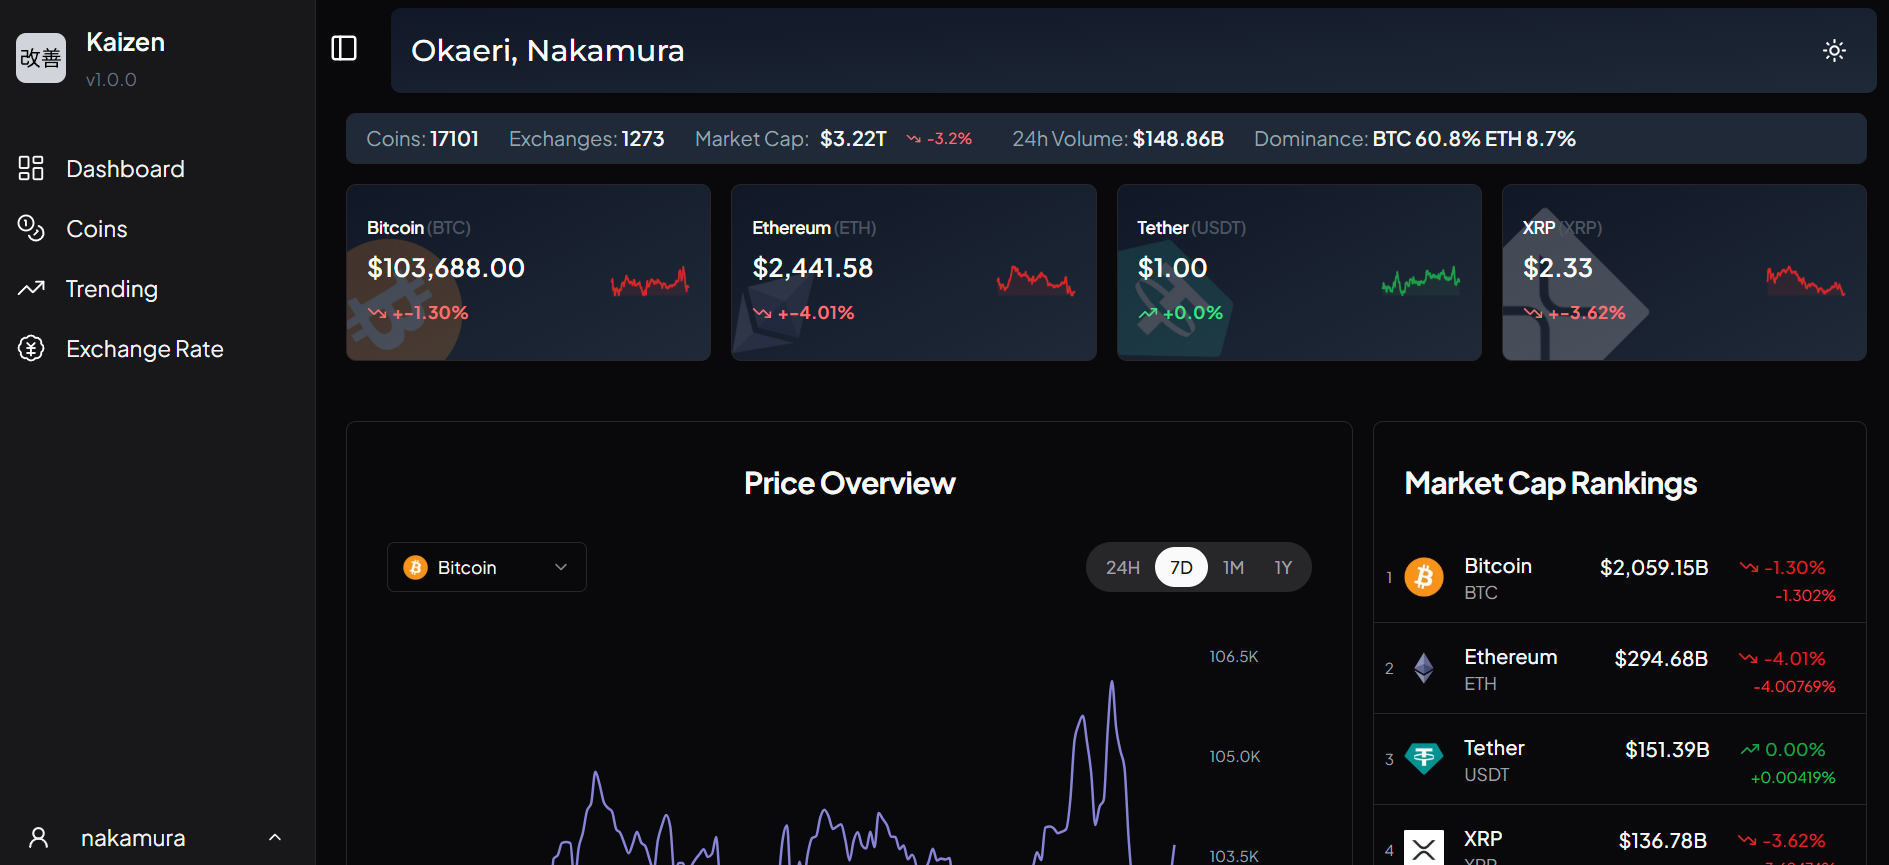 改善
Kaizen
v1.0.0
Dashboard
Coins
Trending
Exchange Rate
nakamura
Okaeri, Nakamura
Coins: 17101 Exchanges: 1273 Market Cap: $3.22T -3.2% 24h Volume: $148.86B Dominance: BTC 60.8% ETH 8.7%
Bitcoin (BTC)
$103,688.00
+-1.30%
Ethereum (ETH)
$2,441.58
+-4.01%
Tether (USDT)
$1.00
+0.0%
XRP (XRP)
$2.33
+-3.62%
Price Overview
Bitcoin
24H 7D 1M 1Y
106.5K
105.0K
103.5K
Market Cap Rankings
1 Bitcoin $2,059.15B -1.30%
BTC -1.302%
2 Ethereum $294.68B -4.01%
ETH -4.00769%
3 Tether $151.39B 0.00%
USDT +0.00419%
4 XRP $136.78B -3.62%
XRP